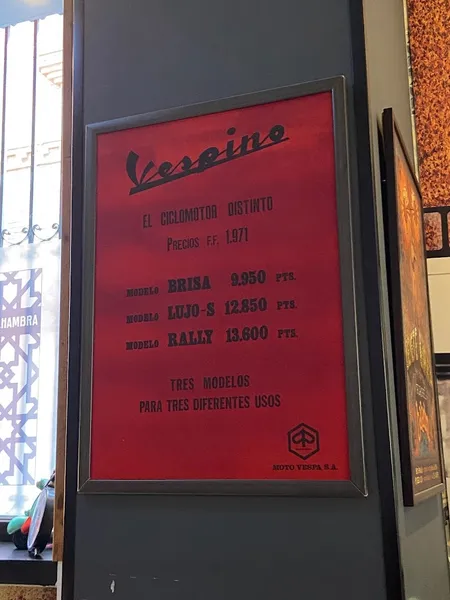 Vespino
EL CICLOMOTOR DISTINTO
PRECIOS F.F. 1.971
MODELO BRISA 9.950 PTS.
MODELO LUJO-S 12.850 PTS.
MODELO RALLY 13.600 PTS.
TRES MODELOS
PARA TRES DIFERENTES USOS
MOTO VESPA, S.A.
HAMBRA